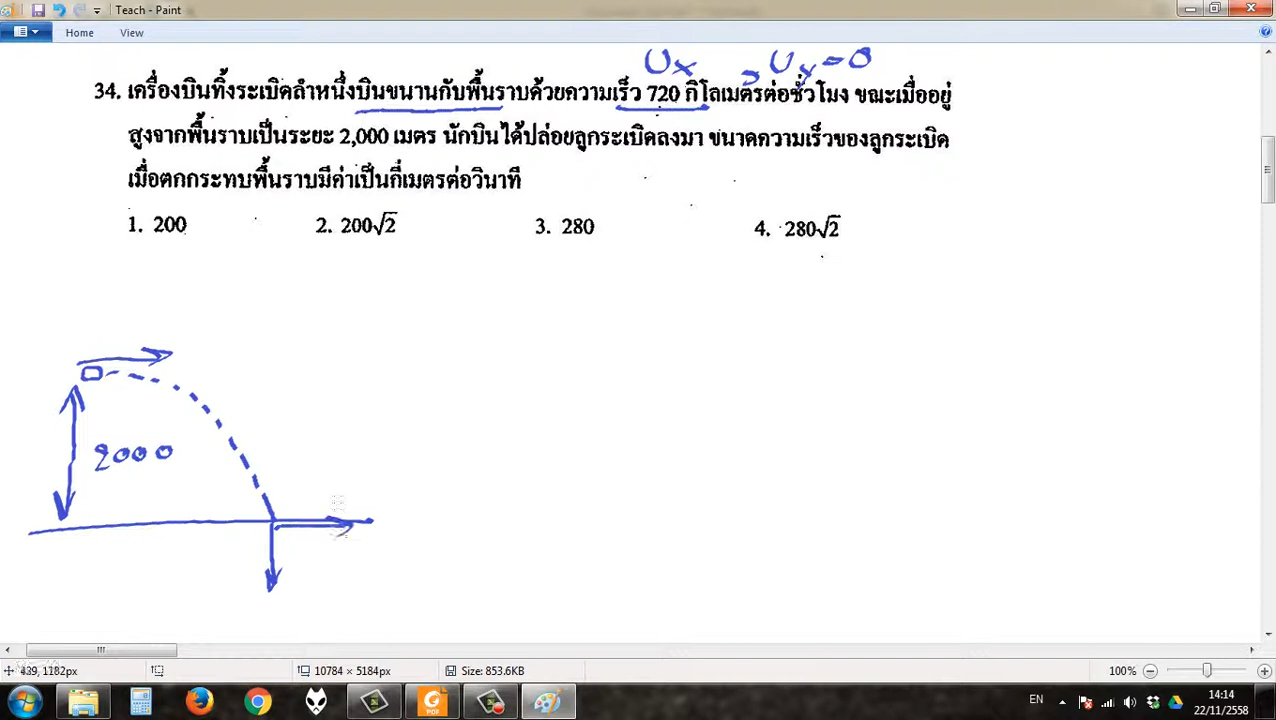 Teach - Paint
Home View
Ux , Uy = 0
34. เครื่องบินทิ้งระเบิดลำหนึ่งบินขนานกับพื้นราบด้วยความเร็ว 720 กิโลเมตรต่อชั่วโมง ขณะเมื่ออยู่
สูงจากพื้นราบเป็นระยะ 2,000 เมตร นักบินได้ปล่อยลูกระเบิดลงมา ขนาดความเร็วของลูกระเบิด
เมื่อตกกระทบพื้นราบมีค่าเป็นกี่เมตรต่อวินาที
1. 200 2. 200√2 3. 280 4. 280√2
2000
439, 1182px 10784 × 5184px Size: 853.6KB 100%
EN 14:14
22/11/2558